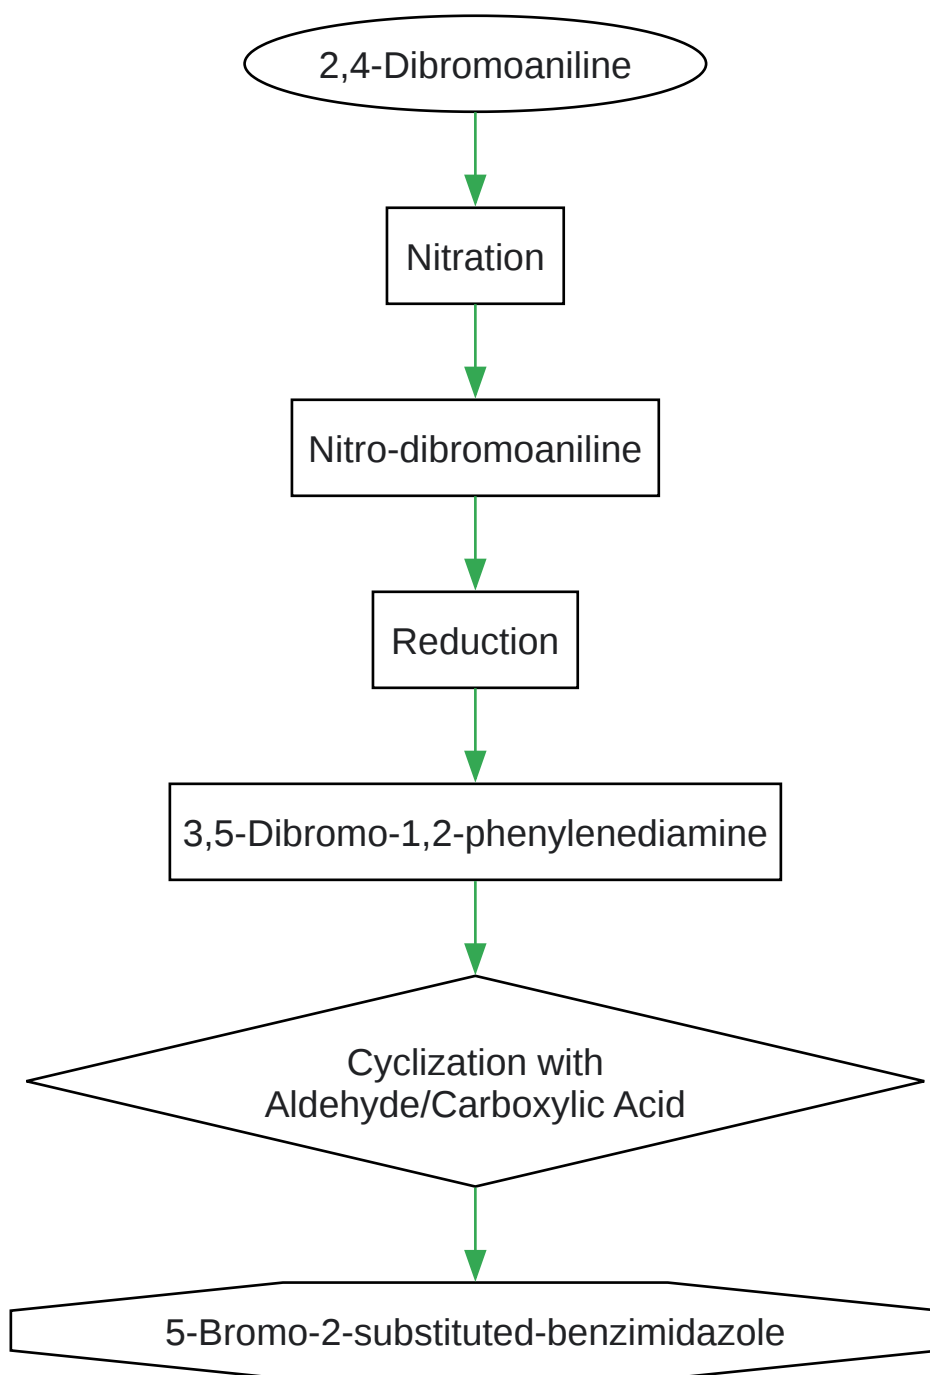 2,4-Dibromoaniline
Nitration
Nitro-dibromoaniline
Reduction
3,5-Dibromo-1,2-phenylenediamine
Cyclization with
Aldehyde/Carboxylic Acid
5-Bromo-2-substituted-benzimidazole